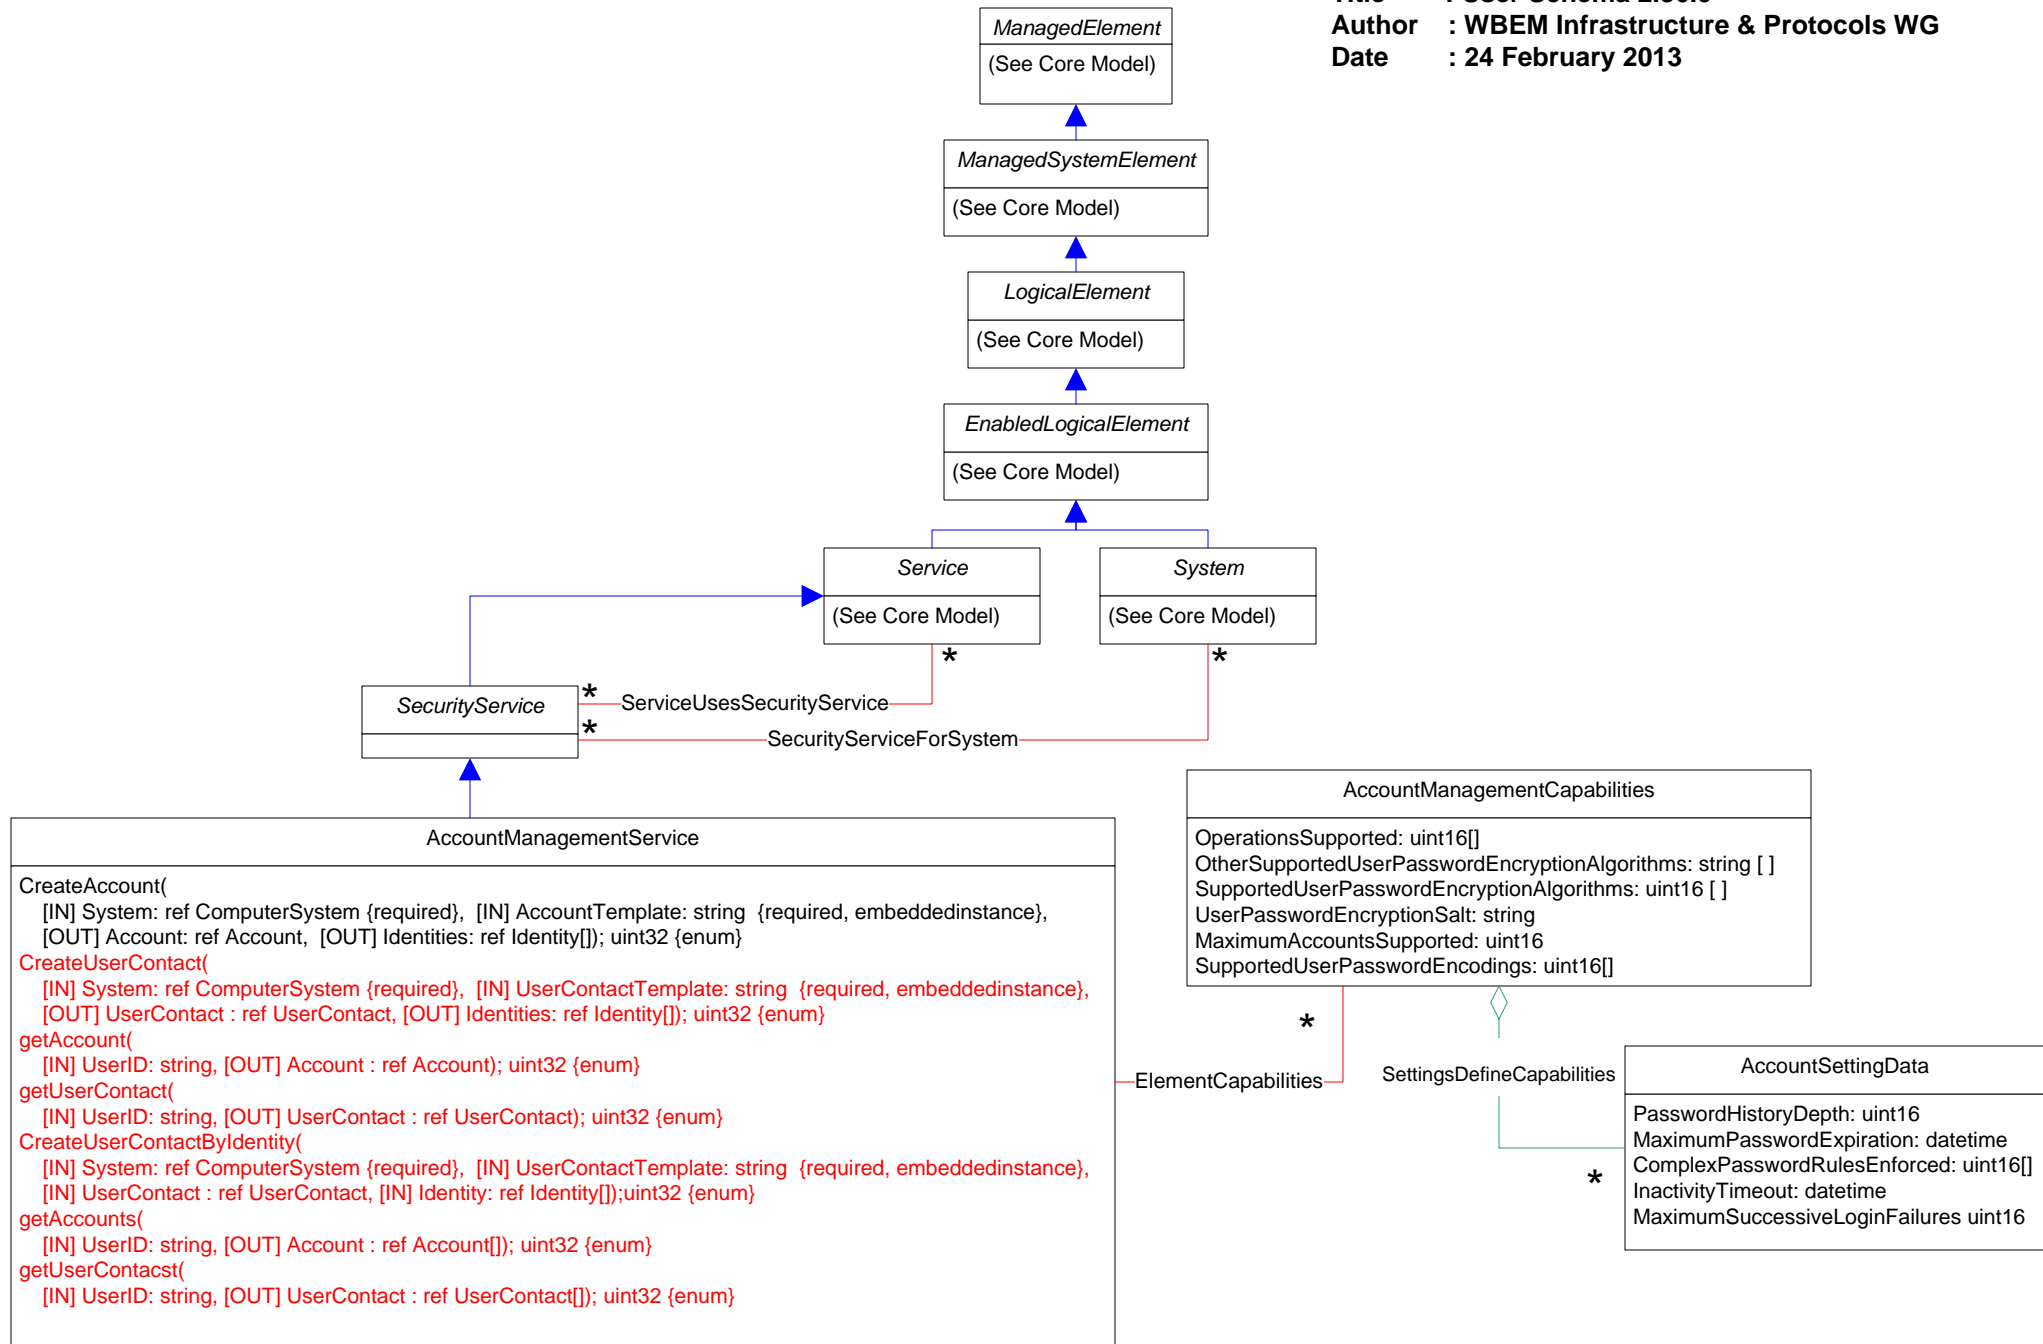 Author : WBEM Infrastructure & Protocols WG
Date : 24 February 2013
ManagedElement
(See Core Model)
ManagedSystemElement
(See Core Model)
LogicalElement
(See Core Model)
EnabledLogicalElement
(See Core Model)
Service
(See Core Model)
System
(See Core Model)
*
*
SecurityService
*
ServiceUsesSecurityService
*
SecurityServiceForSystem
AccountManagementService
CreateAccount(
[IN] System: ref ComputerSystem {required}, [IN] AccountTemplate: string {required, embeddedinstance},
[OUT] Account: ref Account, [OUT] Identities: ref Identity[]); uint32 {enum}
CreateUserContact(
[IN] System: ref ComputerSystem {required}, [IN] UserContactTemplate: string {required, embeddedinstance},
[OUT] UserContact : ref UserContact, [OUT] Identities: ref Identity[]); uint32 {enum}
getAccount(
[IN] UserID: string, [OUT] Account : ref Account); uint32 {enum}
getUserContact(
[IN] UserID: string, [OUT] UserContact : ref UserContact); uint32 {enum}
CreateUserContactByIdentity(
[IN] System: ref ComputerSystem {required}, [IN] UserContactTemplate: string {required, embeddedinstance},
[IN] UserContact : ref UserContact, [IN] Identity: ref Identity[]);uint32 {enum}
getAccounts(
[IN] UserID: string, [OUT] Account : ref Account[]); uint32 {enum}
getUserContacst(
[IN] UserID: string, [OUT] UserContact : ref UserContact[]); uint32 {enum}
AccountManagementCapabilities
OperationsSupported: uint16[]
OtherSupportedUserPasswordEncryptionAlgorithms: string [ ]
SupportedUserPasswordEncryptionAlgorithms: uint16 [ ]
UserPasswordEncryptionSalt: string
MaximumAccountsSupported: uint16
SupportedUserPasswordEncodings: uint16[]
*
ElementCapabilities
SettingsDefineCapabilities
*
AccountSettingData
PasswordHistoryDepth: uint16
MaximumPasswordExpiration: datetime
ComplexPasswordRulesEnforced: uint16[]
InactivityTimeout: datetime
MaximumSuccessiveLoginFailures uint16